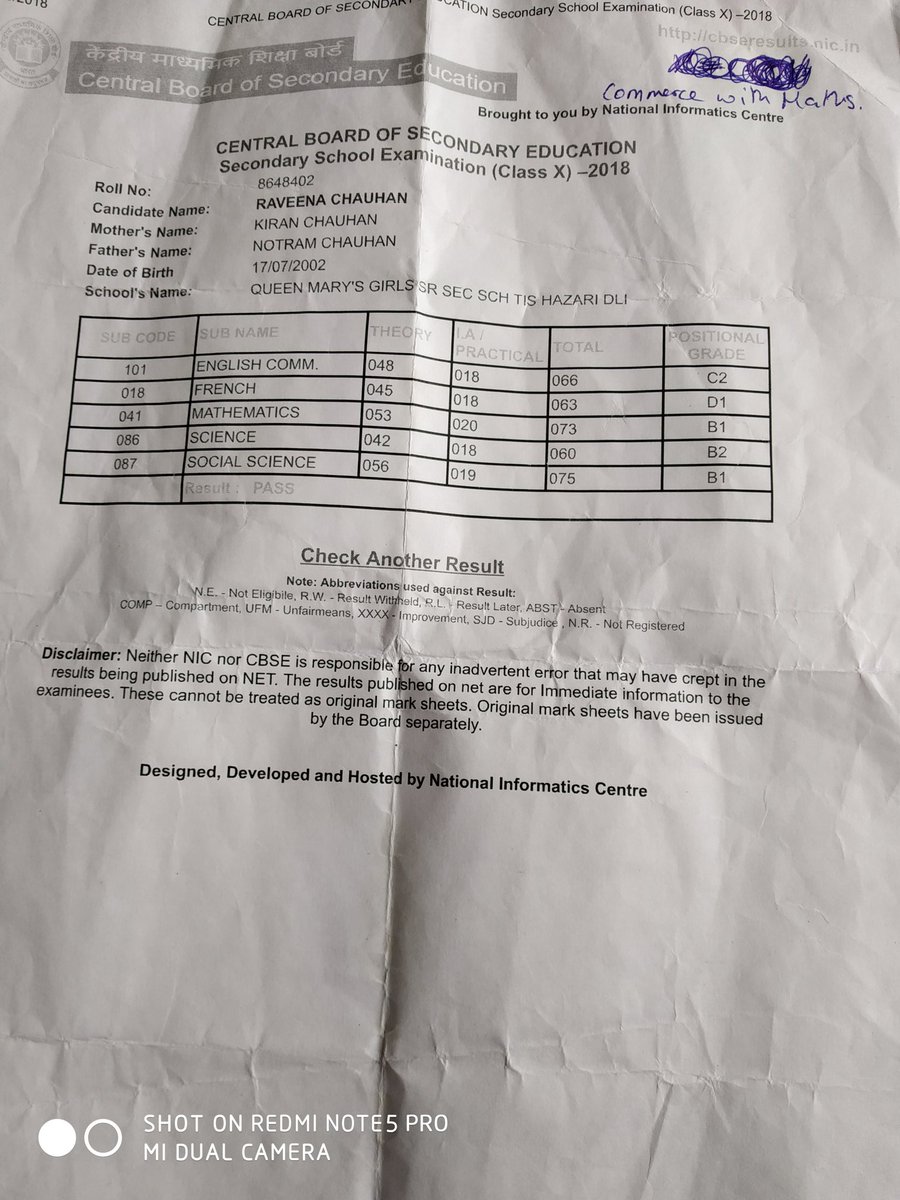 2018
CENTRAL BOARD OF SECONDARY EDUCATION Secondary School Examination (Class X) –2018
http://cbseresults.nic.in
केन्द्रीय माध्यमिक शिक्षा बोर्ड
Central Board of Secondary Education
Commerce with Maths.
Brought to you by National Informatics Centre
CENTRAL BOARD OF SECONDARY EDUCATION
Secondary School Examination (Class X) –2018
Roll No: 8648402
Candidate Name: RAVEENA CHAUHAN
Mother's Name: KIRAN CHAUHAN
Father's Name: NOTRAM CHAUHAN
Date of Birth 17/07/2002
School's Name: QUEEN MARY'S GIRLS SR SEC SCH TIS HAZARI DLI
SUB CODE SUB NAME THEORY I.A / PRACTICAL TOTAL POSITIONAL GRADE
101 ENGLISH COMM. 048 018 066 C2
018 FRENCH 045 018 063 D1
041 MATHEMATICS 053 020 073 B1
086 SCIENCE 042 018 060 B2
087 SOCIAL SCIENCE 056 019 075 B1
Result : PASS
Check Another Result
Note: Abbreviations used against Result:
N.E. - Not Eligibile, R.W. - Result Withheld, R.L. - Result Later, ABST - Absent
COMP – Compartment, UFM - Unfairmeans, XXXX - Improvement, SJD - Subjudice , N.R. - Not Registered
Disclaimer: Neither NIC nor CBSE is responsible for any inadvertent error that may have crept in the
results being published on NET. The results published on net are for Immediate information to the
examinees. These cannot be treated as original mark sheets. Original mark sheets have been issued
by the Board separately.
Designed, Developed and Hosted by National Informatics Centre
SHOT ON REDMI NOTE5 PRO
MI DUAL CAMERA